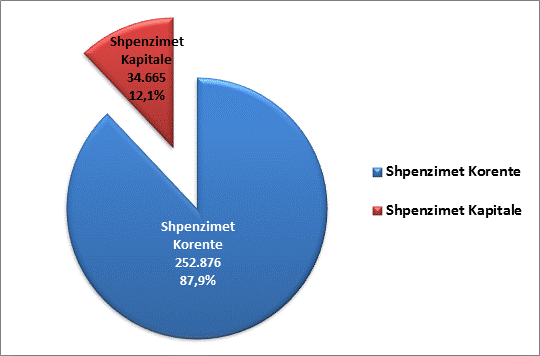 Shpenzimet
Kapitale
34.665
12,1%
Shpenzimet
Korente
252.876
87,9%
Shpenzimet Korente
Shpenzimet Kapitale